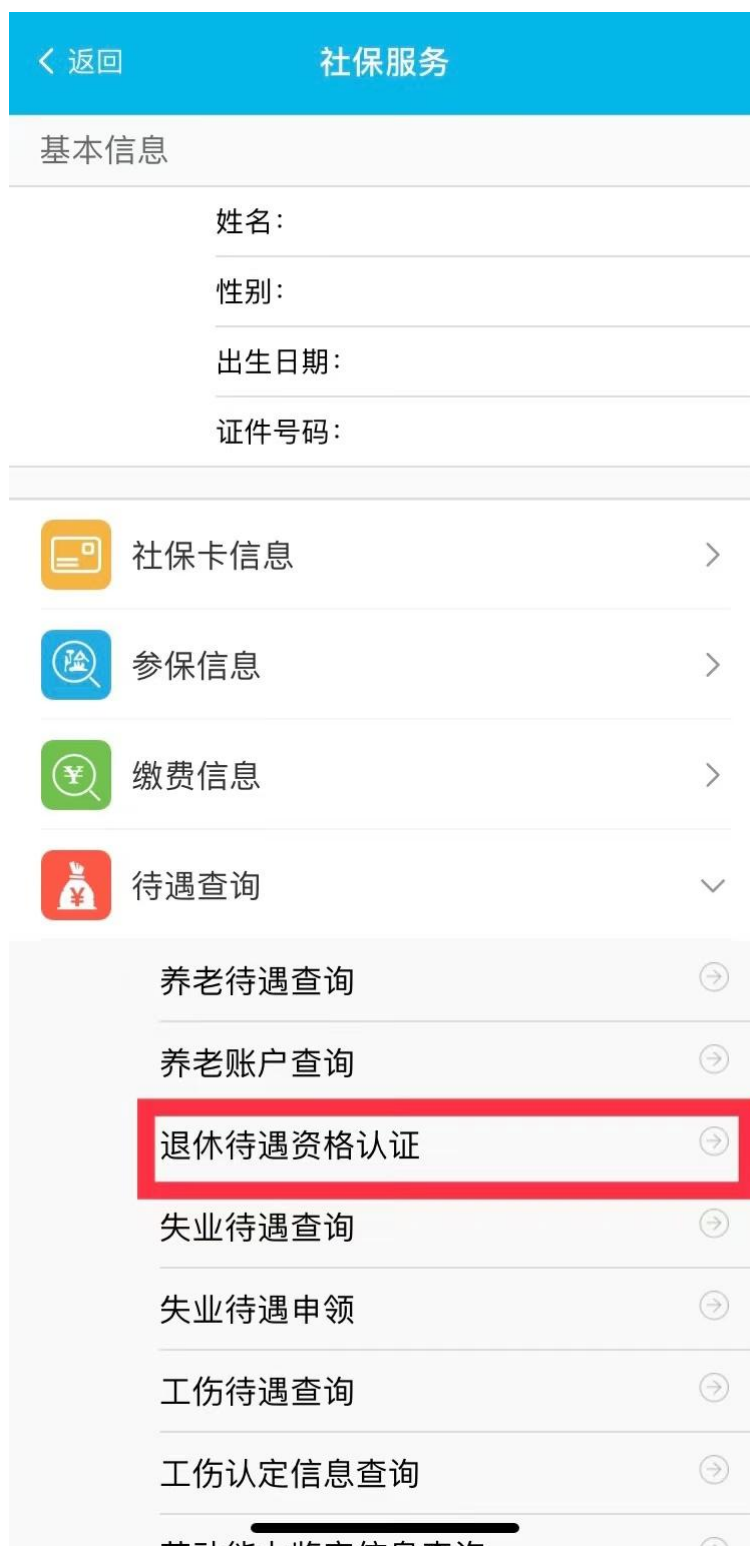 返回
社保服务
基本信息
姓名：
性别：
出生日期：
证件号码：
社保卡信息
险
参保信息
¥
缴费信息
¥
待遇查询
养老待遇查询
养老账户查询
退休待遇资格认证
失业待遇查询
失业待遇申领
工伤待遇查询
工伤认定信息查询